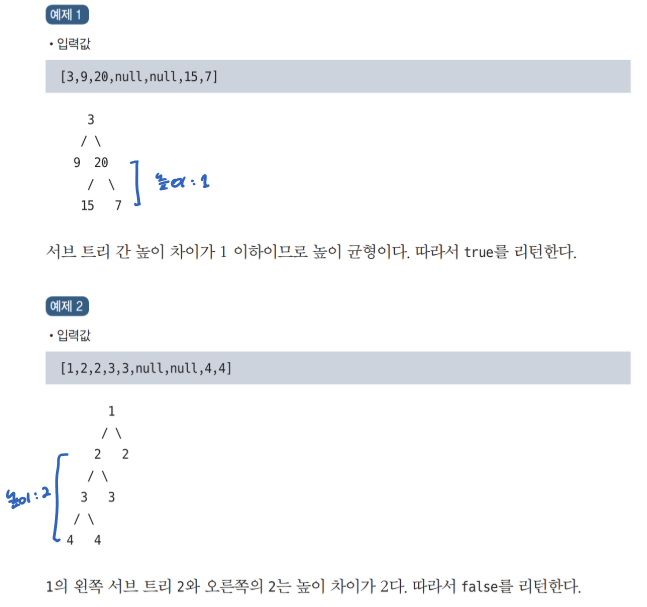 예제 1
• 입력값
[3,9,20,null,null,15,7]
3
/ \
9 20
/ \
15 7
높이 : 1
서브 트리 간 높이 차이가 1 이하이므로 높이 균형이다. 따라서 true를 리턴한다.
예제 2
• 입력값
[1,2,2,3,3,null,null,4,4]
1
/ \
2 2
/ \
높이 : 2
3 3
/ \
4 4
1의 왼쪽 서브 트리 2와 오른쪽의 2는 높이 차이가 2다. 따라서 false를 리턴한다.